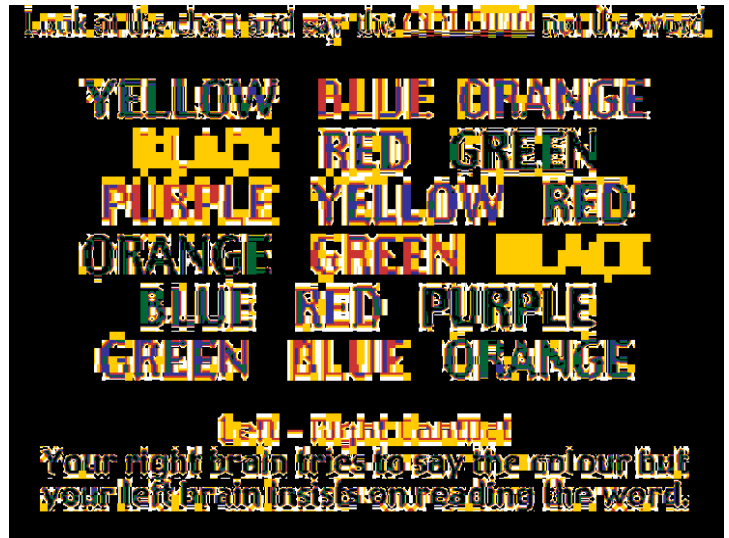 Look at the chart and say the COLOUR not the word
YELLOW BLUE ORANGE
BLACK RED GREEN
PURPLE YELLOW RED
ORANGE GREEN BLACK
BLUE RED PURPLE
GREEN BLUE ORANGE
Left – Right Conflict
Your right brain tries to say the colour but
your left brain insists on reading the word.